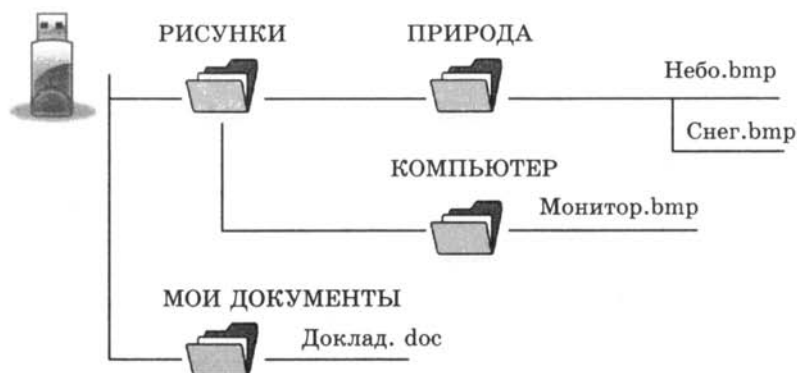 РИСУНКИ
ПРИРОДА
Небо.bmp
Снег.bmp
КОМПЬЮТЕР
Монитор.bmp
МОИ ДОКУМЕНТЫ
Доклад. doc